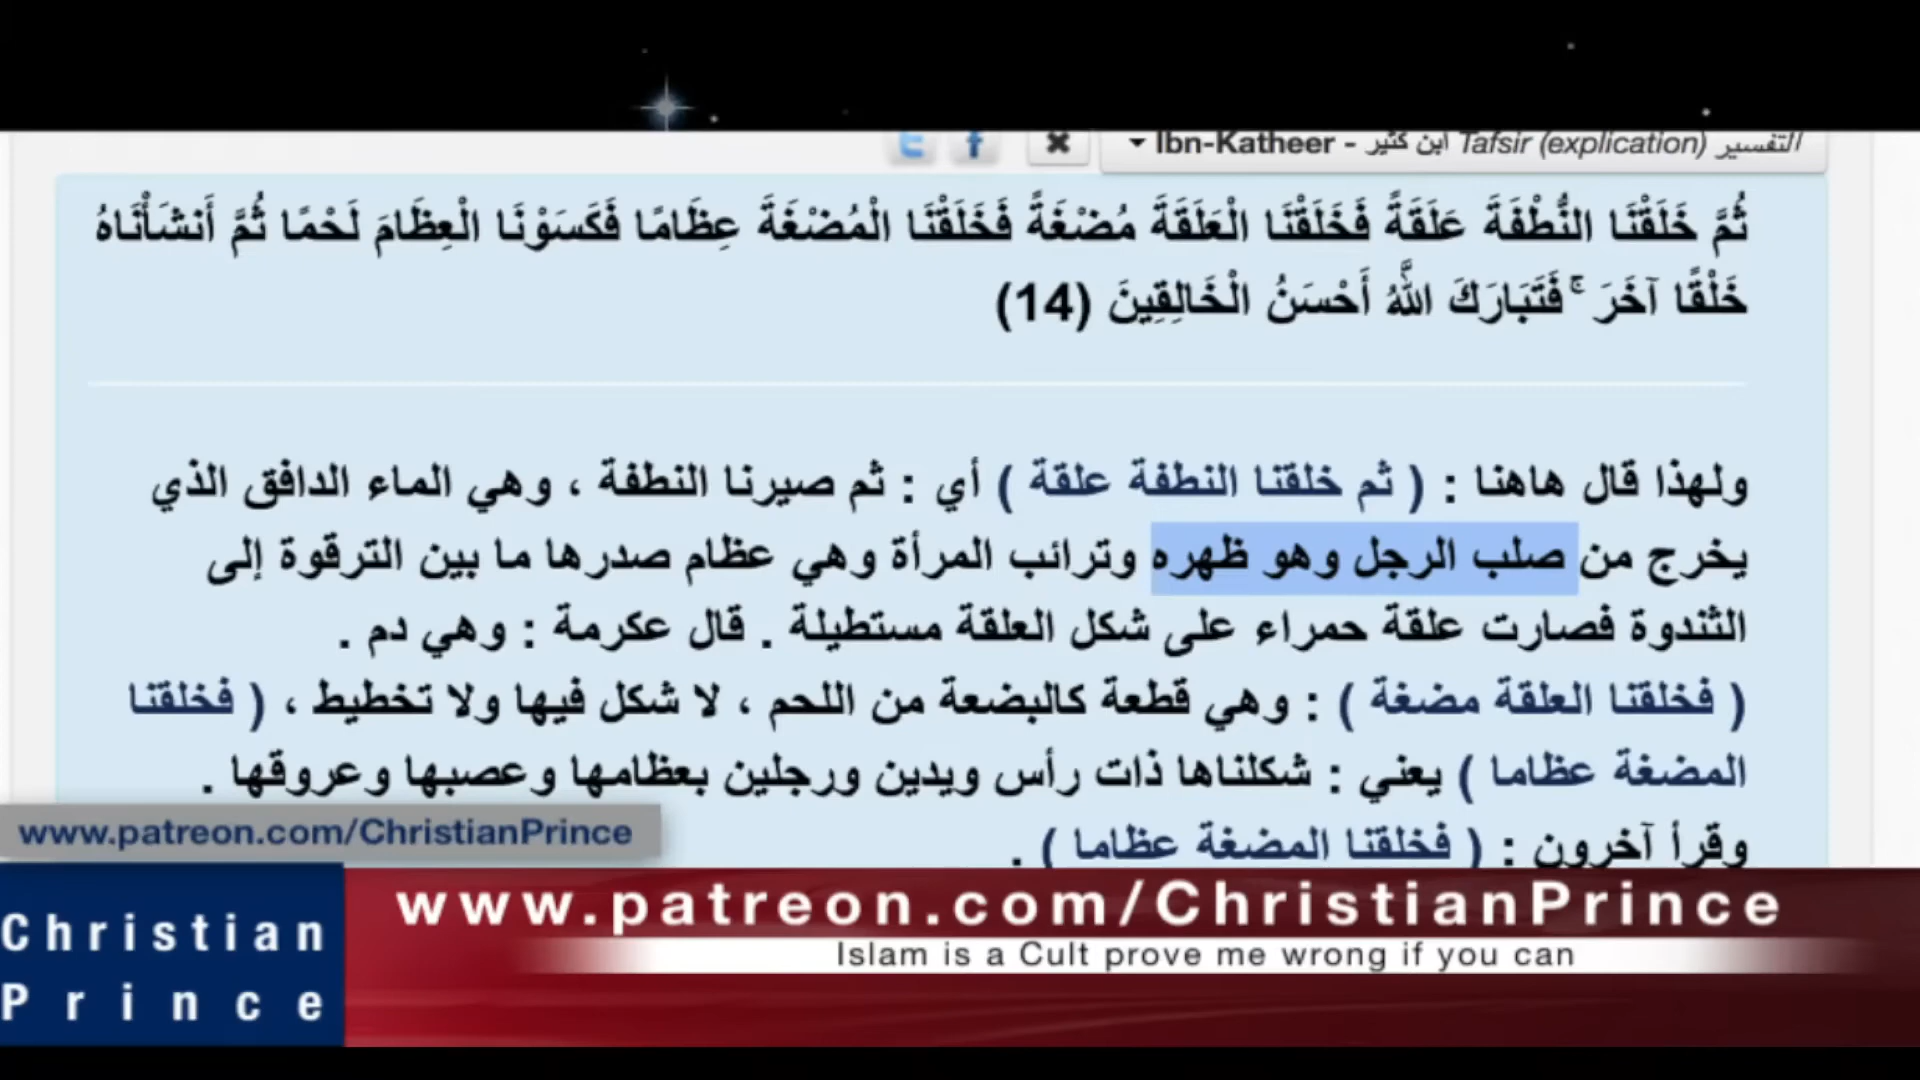 التفسير Tafsir (explication) ابن كثير - Ibn-Katheer
ثُمَّ خَلَقْنَا النُّطْفَةَ عَلَقَةً فَخَلَقْنَا الْعَلَقَةَ مُضْغَةً فَخَلَقْنَا الْمُضْغَةَ عِظَامًا فَكَسَوْنَا الْعِظَامَ لَحْمًا ثُمَّ أَنشَأْنَاهُ
خَلْقًا آخَرَ ۚ فَتَبَارَكَ اللَّهُ أَحْسَنُ الْخَالِقِينَ (14)
ولهذا قال هاهنا : ( ثم خلقنا النطفة علقة ) أي : ثم صيرنا النطفة ، وهي الماء الدافق الذي
يخرج من صلب الرجل وهو ظهره وترائب المرأة وهي عظام صدرها ما بين الترقوة إلى
الثندوة فصارت علقة حمراء على شكل العلقة مستطيلة . قال عكرمة : وهي دم .
( فخلقنا العلقة مضغة ) : وهي قطعة كالبضعة من اللحم ، لا شكل فيها ولا تخطيط ، ( فخلقنا
المضغة عظاما ) يعني : شكلناها ذات رأس ويدين ورجلين بعظامها وعصبها وعروقها .
وقرأ آخرون : ( فخلقنا المضغة عظاما ) .
www.patreon.com/ChristianPrince
Christian
Prince
www.patreon.com/ChristianPrince
Islam is a Cult prove me wrong if you can